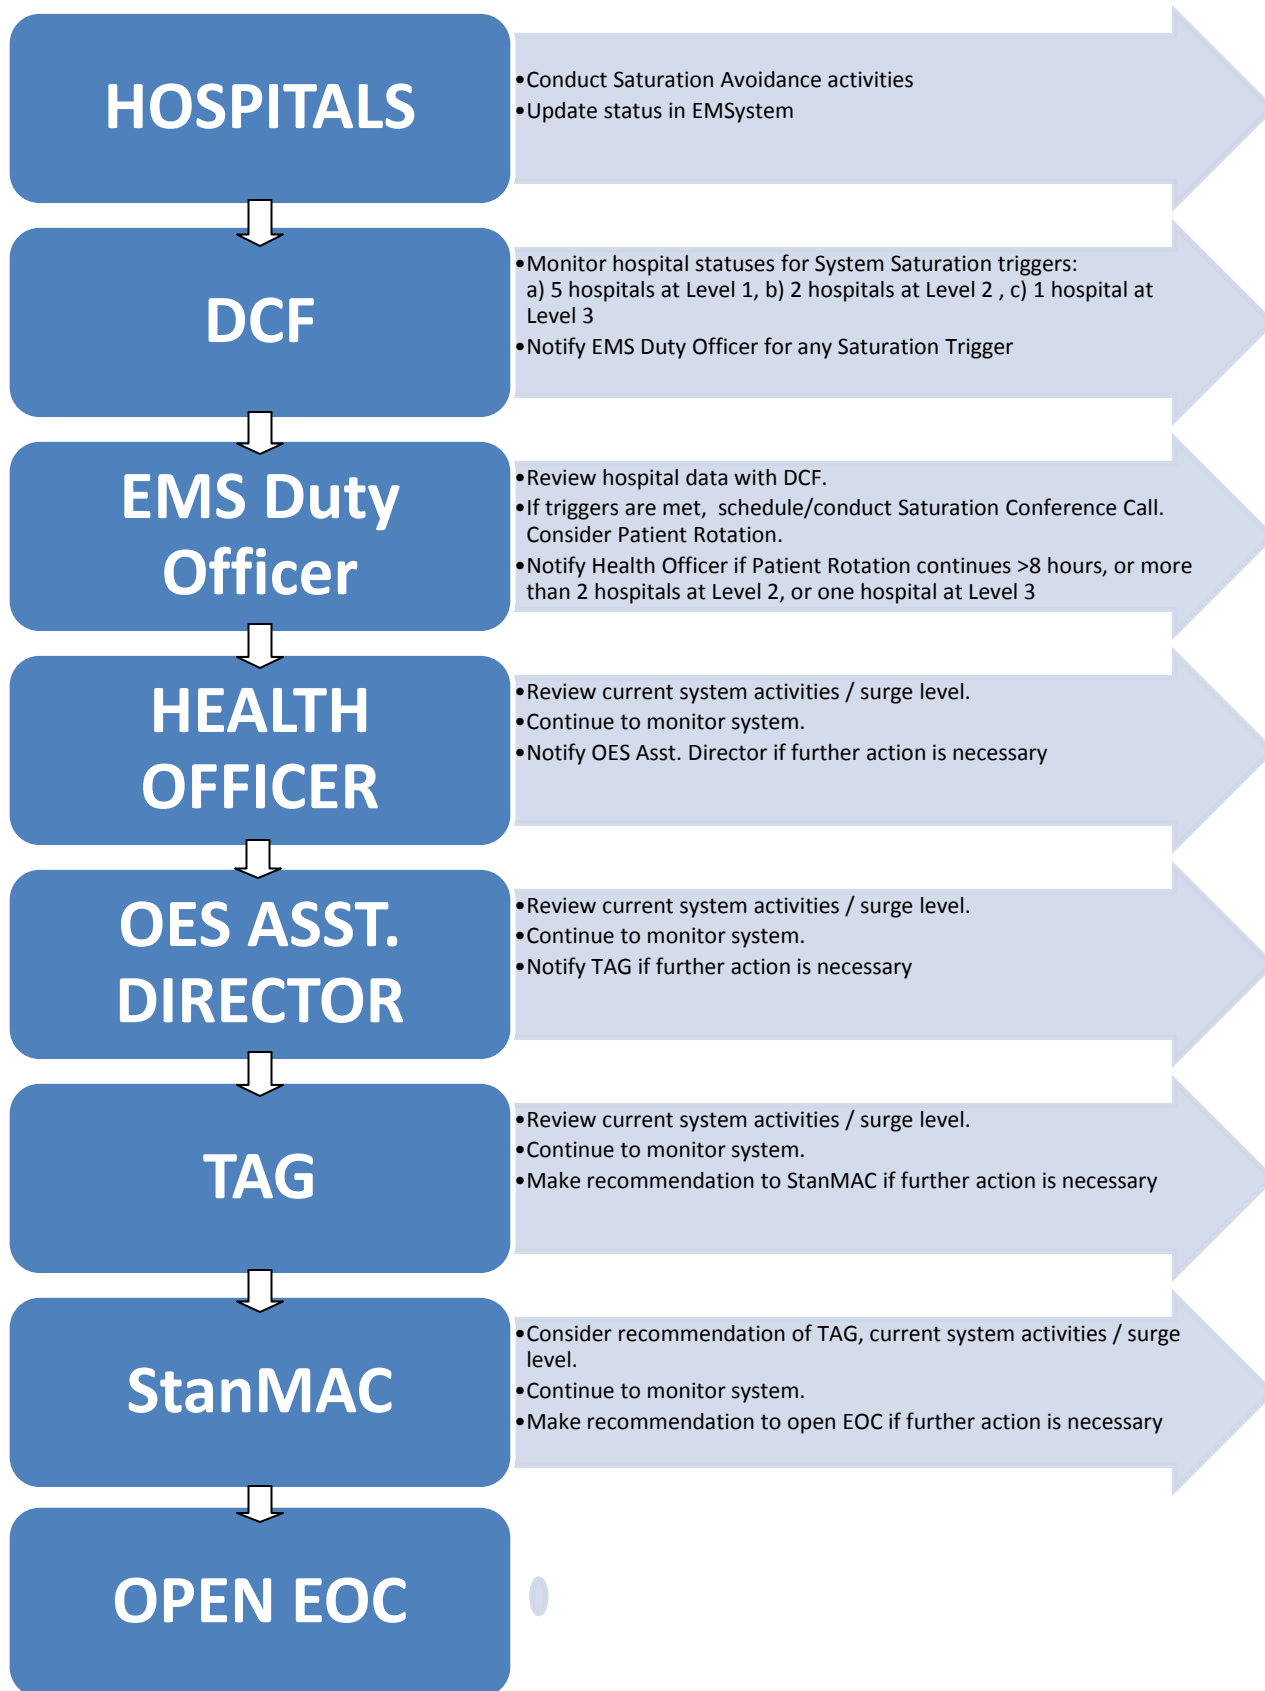 HOSPITALS
•Conduct Saturation Avoidance activities
•Update status in EMSystem
DCF
•Monitor hospital statuses for System Saturation triggers:
a) 5 hospitals at Level 1, b) 2 hospitals at Level 2 , c) 1 hospital at
Level 3
•Notify EMS Duty Officer for any Saturation Trigger
EMS Duty
Officer
•Review hospital data with DCF.
•If triggers are met,  schedule/conduct Saturation Conference Call.
Consider Patient Rotation.
•Notify Health Officer if Patient Rotation continues >8 hours, or more
than 2 hospitals at Level 2, or one hospital at Level 3
HEALTH
OFFICER
•Review current system activities / surge level.
•Continue to monitor system.
•Notify OES Asst. Director if further action is necessary
OES ASST.
DIRECTOR
•Review current system activities / surge level.
•Continue to monitor system.
•Notify TAG if further action is necessary
TAG
•Review current system activities / surge level.
•Continue to monitor system.
•Make recommendation to StanMAC if further action is necessary
StanMAC
•Consider recommendation of TAG, current system activities / surge
level.
•Continue to monitor system.
•Make recommendation to open EOC if further action is necessary
OPEN EOC